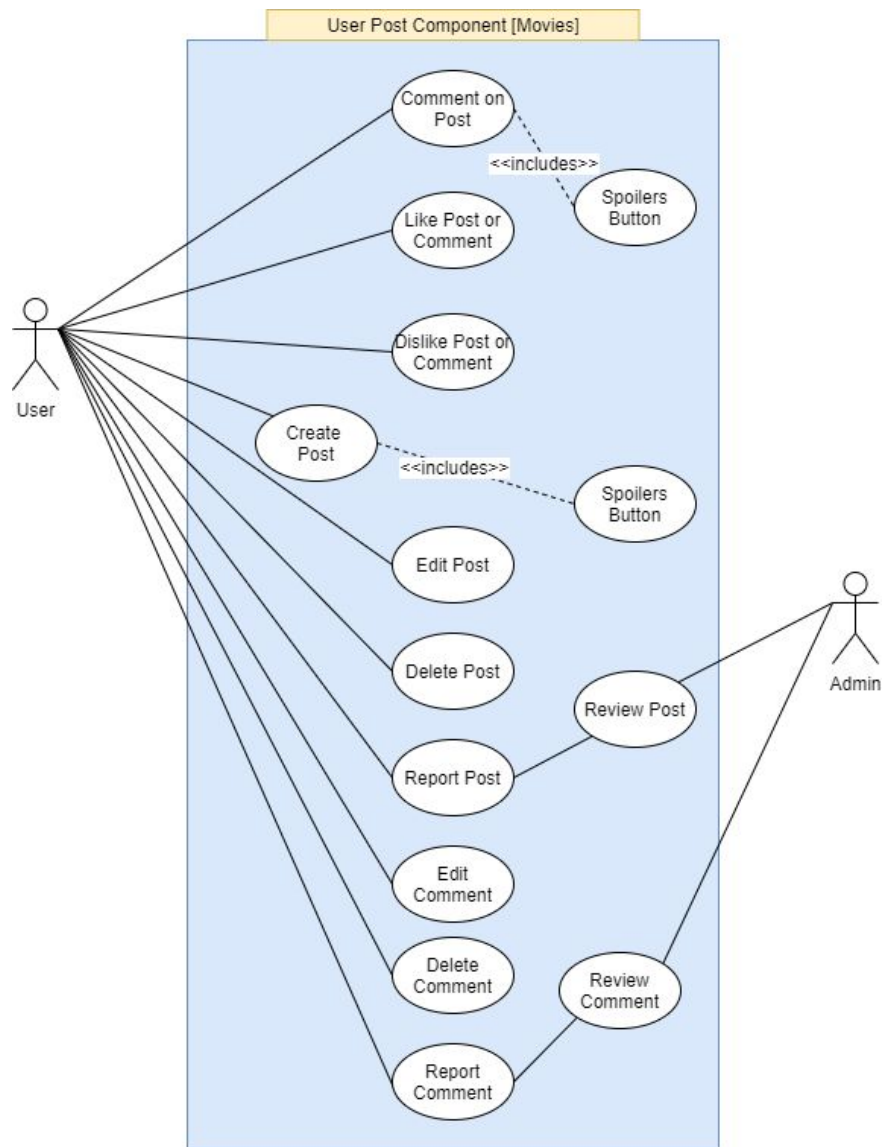 User Post Component [Movies]
Comment on
Post
<<includes>>
Spoilers
Button
Like Post or
Comment
Dislike Post or
Comment
User
Create
Post
<<includes>>
Spoilers
Button
Edit Post
Delete Post
Admin
Review Post
Report Post
Edit
Comment
Delete
Comment
Review
Comment
Report
Comment